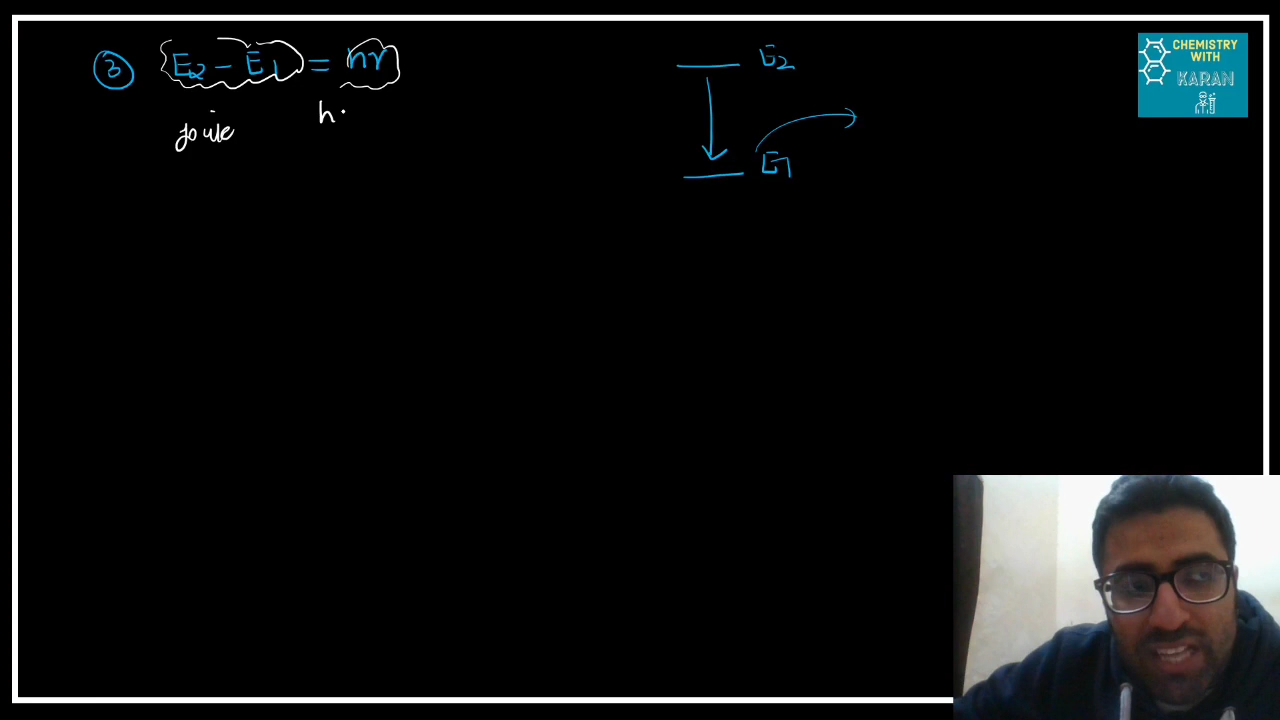 ③ E2 - E1 = hν
Joule h.
E2
E1
CHEMISTRY
WITH
KARAN